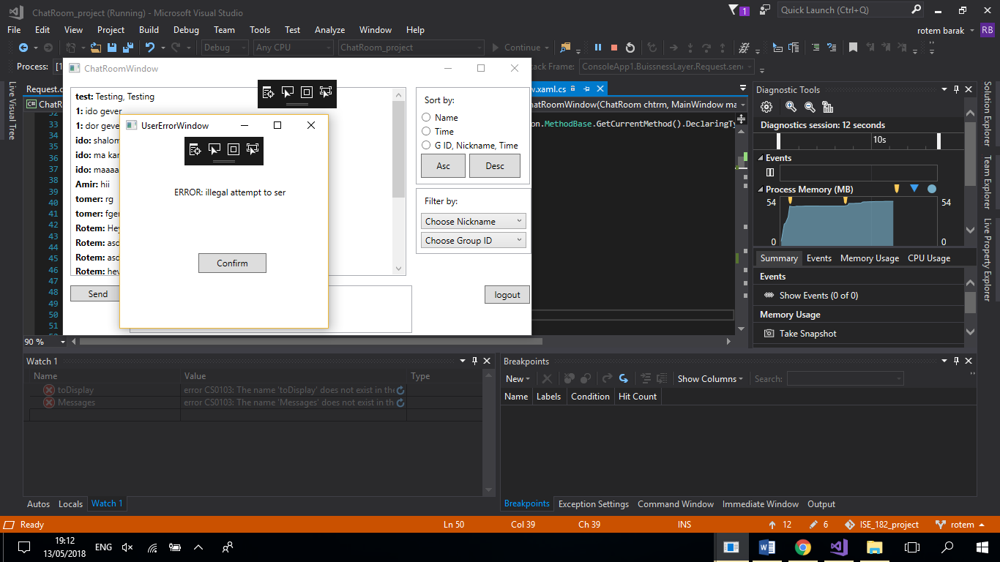 ChatRoom_project (Running) - Microsoft Visual Studio
1
Quick Launch (Ctrl+Q)
File Edit View Project Build Debug Team Tools Test Analyze Window Help
rotem barak RB
Debug Any CPU ChatRoom_project Continue
Process: [1
ChatRoomWindow
ck Frame: ConsoleApp1.BuissnessLayer.Request.sen
Live Visual Tree
Request.c
w.xaml.cs
C# ChatR
hatRoomWindow(ChatRoom chtrm, MainWindow ma
test: Testing, Testing
1: ido gever
1: dor geve
ido: shalom
ido: ma kar
ido: maaaa
Amir: hii
tomer: rg
tomer: fger
Rotem: Hey
Rotem: asd
Rotem: asd
Rotem: hev
Send
UserErrorWindow
ERROR: illegal attempt to ser
Confirm
Sort by:
Name
Time
G ID, Nickname, Time
Asc Desc
Filter by:
Choose Nickname
Choose Group ID
logout
on.MethodBase.GetCurrentMethod().DeclaringTy
32
33
34
35
36
37
38
39
40
41
42
43
44
45
46
47
48
49
50
51
90 %
Diagnostic Tools
Diagnostics session: 12 seconds
10s
Events
Process Memory (MB)
54 54
0 0
Summary Events Memory Usage CPU Usage
Events
Show Events (0 of 0)
Memory Usage
Take Snapshot
Solution Explorer
Team Explorer
Live Property Explorer
Watch 1
Name Value Type
toDisplay error CS0103: The name 'toDisplay' does not exist in the
Messages error CS0103: The name 'Messages' does not exist in th
Autos Locals Watch 1
Breakpoints
New Show Columns Search:
Name Labels Condition Hit Count
Breakpoints Exception Settings Command Window Immediate Window Output
Ready Ln 50 Col 39 Ch 39 INS 12 6 ISE_182_project rotem
19:12
13/05/2018
ENG